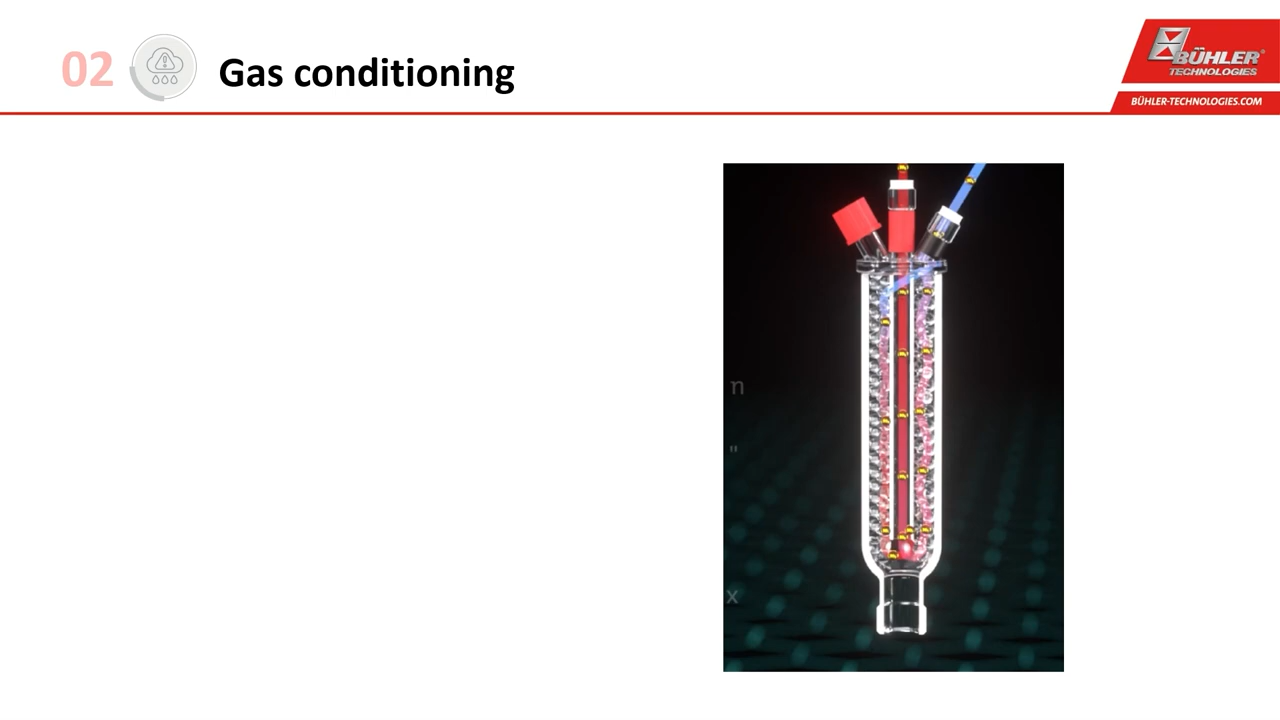 02
Gas conditioning
BÜHLER®
TECHNOLOGIES
BÜHLER-TECHNOLOGIES.COM
n
"
x